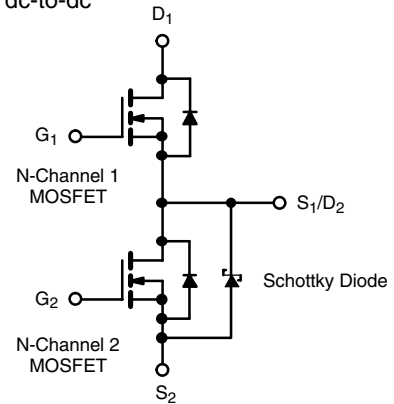 dc-to-dc
D1
G1
N-Channel 1
MOSFET
S1/D2
Schottky Diode
G2
N-Channel 2
MOSFET
S2